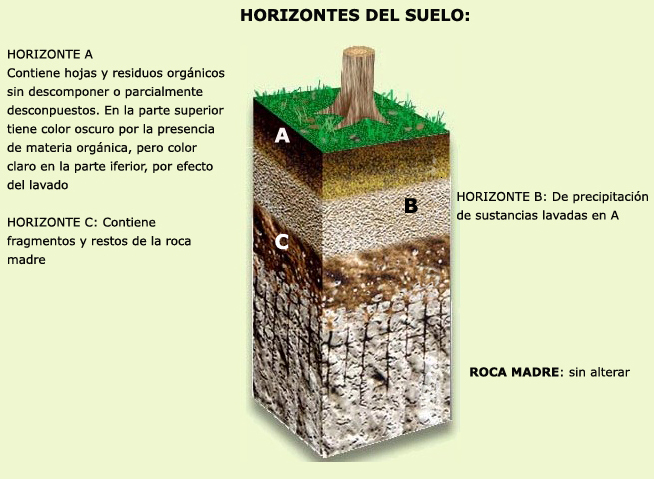 HORIZONTES DEL SUELO:
HORIZONTE A
Contiene hojas y residuos orgánicos
sin descomponer o parcialmente
desconpuestos. En la parte superior
tiene color oscuro por la presencia
de materia orgánica, pero color
claro en la parte iferior, por efecto
del lavado
HORIZONTE C: Contiene
fragmentos y restos de la roca
madre
A
B
C
HORIZONTE B: De precipitación
de sustancias lavadas en A
ROCA MADRE: sin alterar